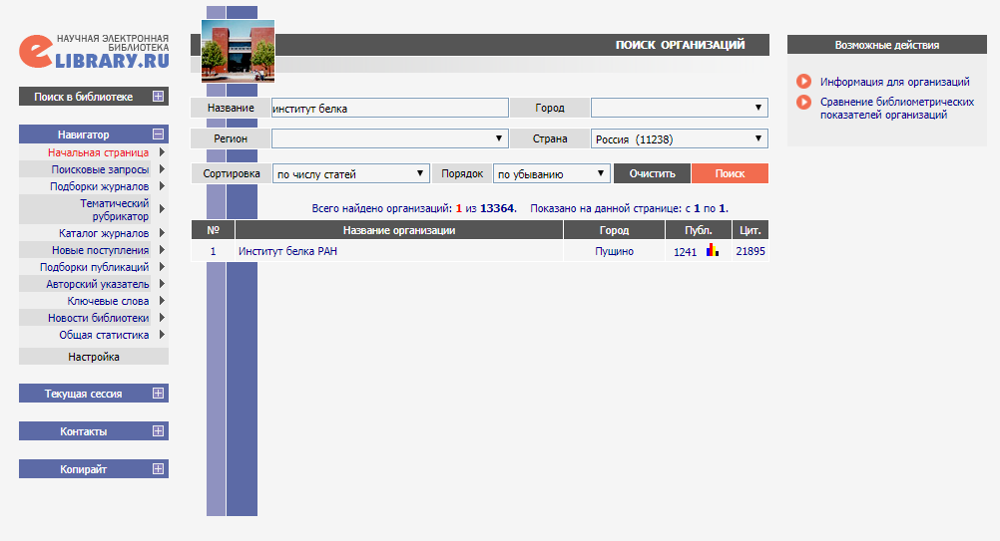 НАУЧНАЯ ЭЛЕКТРОННАЯ
БИБЛИОТЕКА
eLIBRARY.RU
ПОИСК ОРГАНИЗАЦИЙ
Возможные действия
Информация для организаций
Сравнение библиометрических
показателей организаций
Поиск в библиотеке
Навигатор
Начальная страница
Поисковые запросы
Подборки журналов
Тематический
рубрикатор
Каталог журналов
Новые поступления
Подборки публикаций
Авторский указатель
Ключевые слова
Новости библиотеки
Общая статистика
Настройка
Текущая сессия
Контакты
Копирайт
Название институт белка Город
Регион Страна Россия (11238)
Сортировка по числу статей Порядок по убыванию Очистить Поиск
Всего найдено организаций: 1 из 13364. Показано на данной странице: с 1 по 1.
№ Название организации Город Публ. Цит.
1 Институт белка РАН Пущино 1241 21895